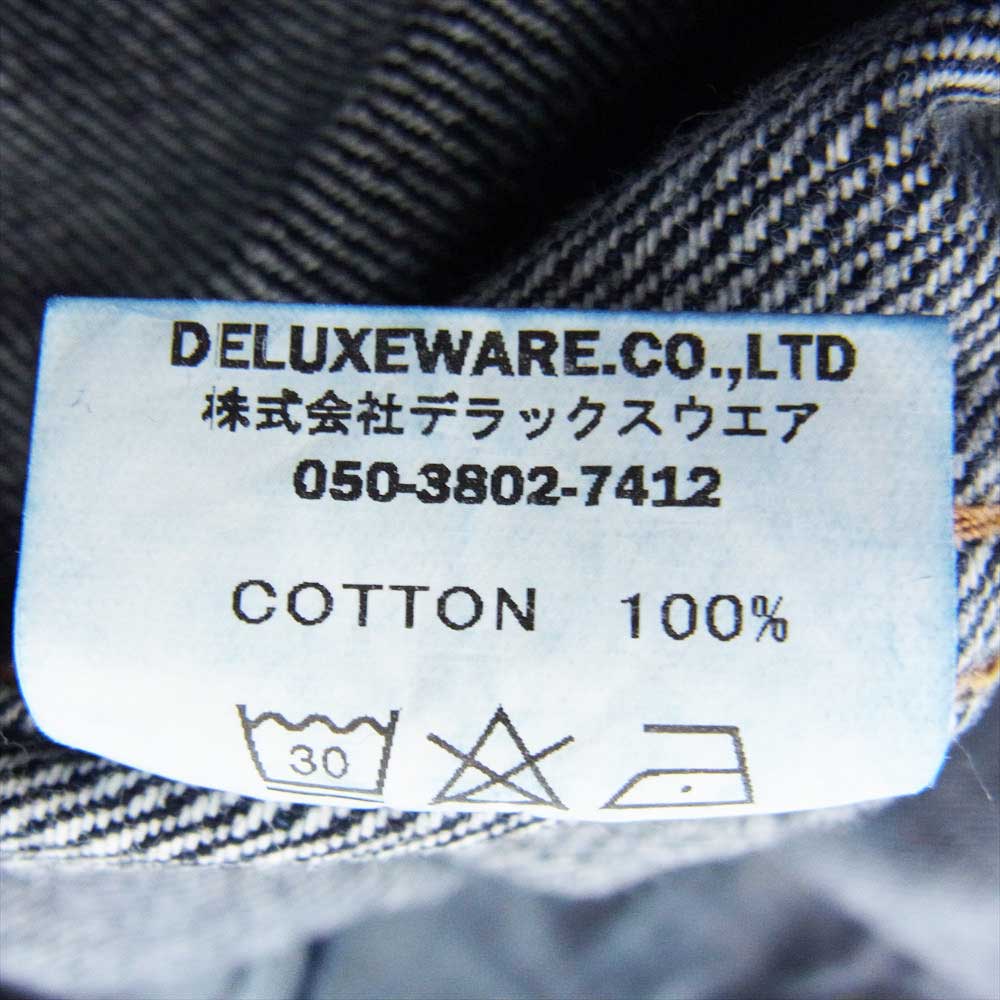 DELUXEWARE.CO.,LTD
株式会社デラックスウエア
050-3802-7412
COTTON 100%
30